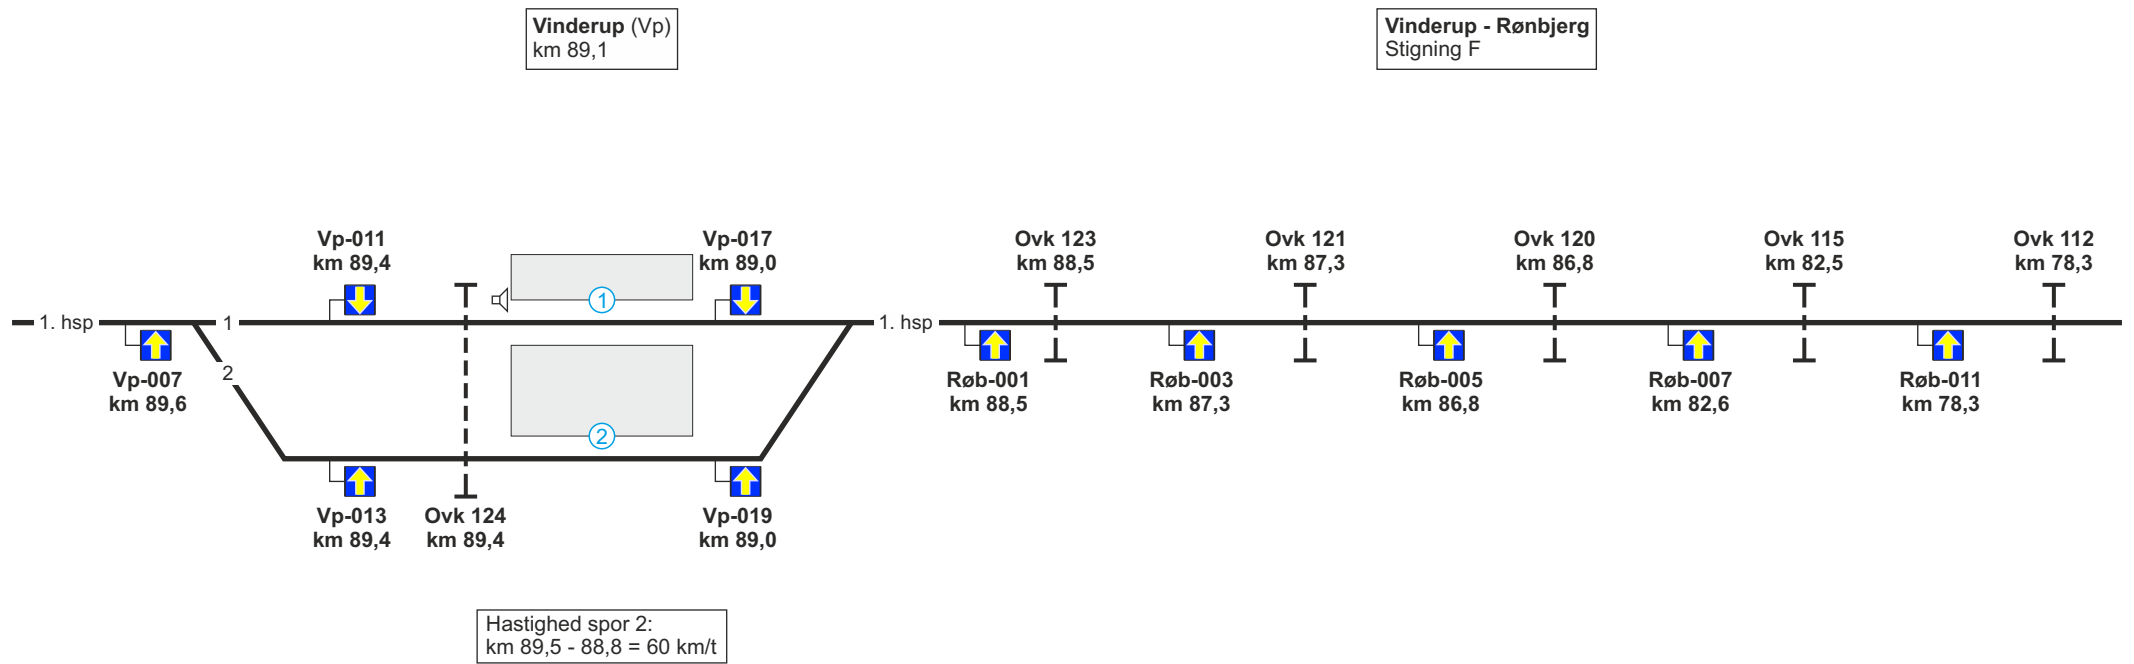 Vinderup (Vp)
km 89,1
Vinderup - Rønbjerg
Stigning F
Vp-011
km 89,4
Vp-017
km 89,0
Ovk 123
km 88,5
Ovk 121
km 87,3
Ovk 120
km 86,8
Ovk 115
km 82,5
Ovk 112
km 78,3
1
1. hsp
1
1. hsp
2
Vp-007
km 89,6
Røb-001
km 88,5
Røb-003
km 87,3
Røb-005
km 86,8
Røb-007
km 82,6
Røb-011
km 78,3
2
Vp-013
km 89,4
Ovk 124
km 89,4
Vp-019
km 89,0
Hastighed spor 2:
km 89,5 - 88,8 = 60 km/t